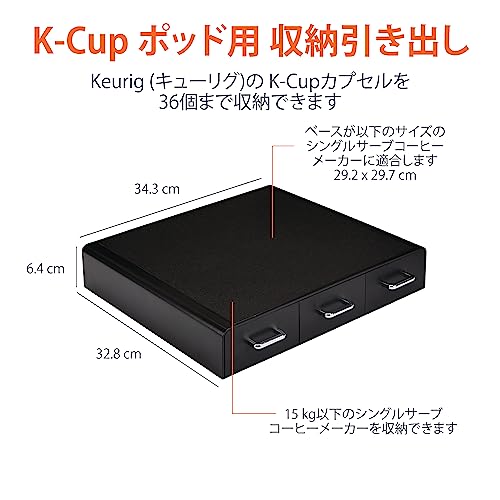 K-Cup ポッド用 収納引き出し
Keurig (キューリグ)の K-Cupカプセルを
36個まで収納できます
ベースが以下のサイズの
シングルサーブコーヒー
メーカーに適合します
29.2 x 29.7 cm
34.3 cm
6.4 cm
32.8 cm
15 kg以下のシングルサーブ
コーヒーメーカーを収納できます